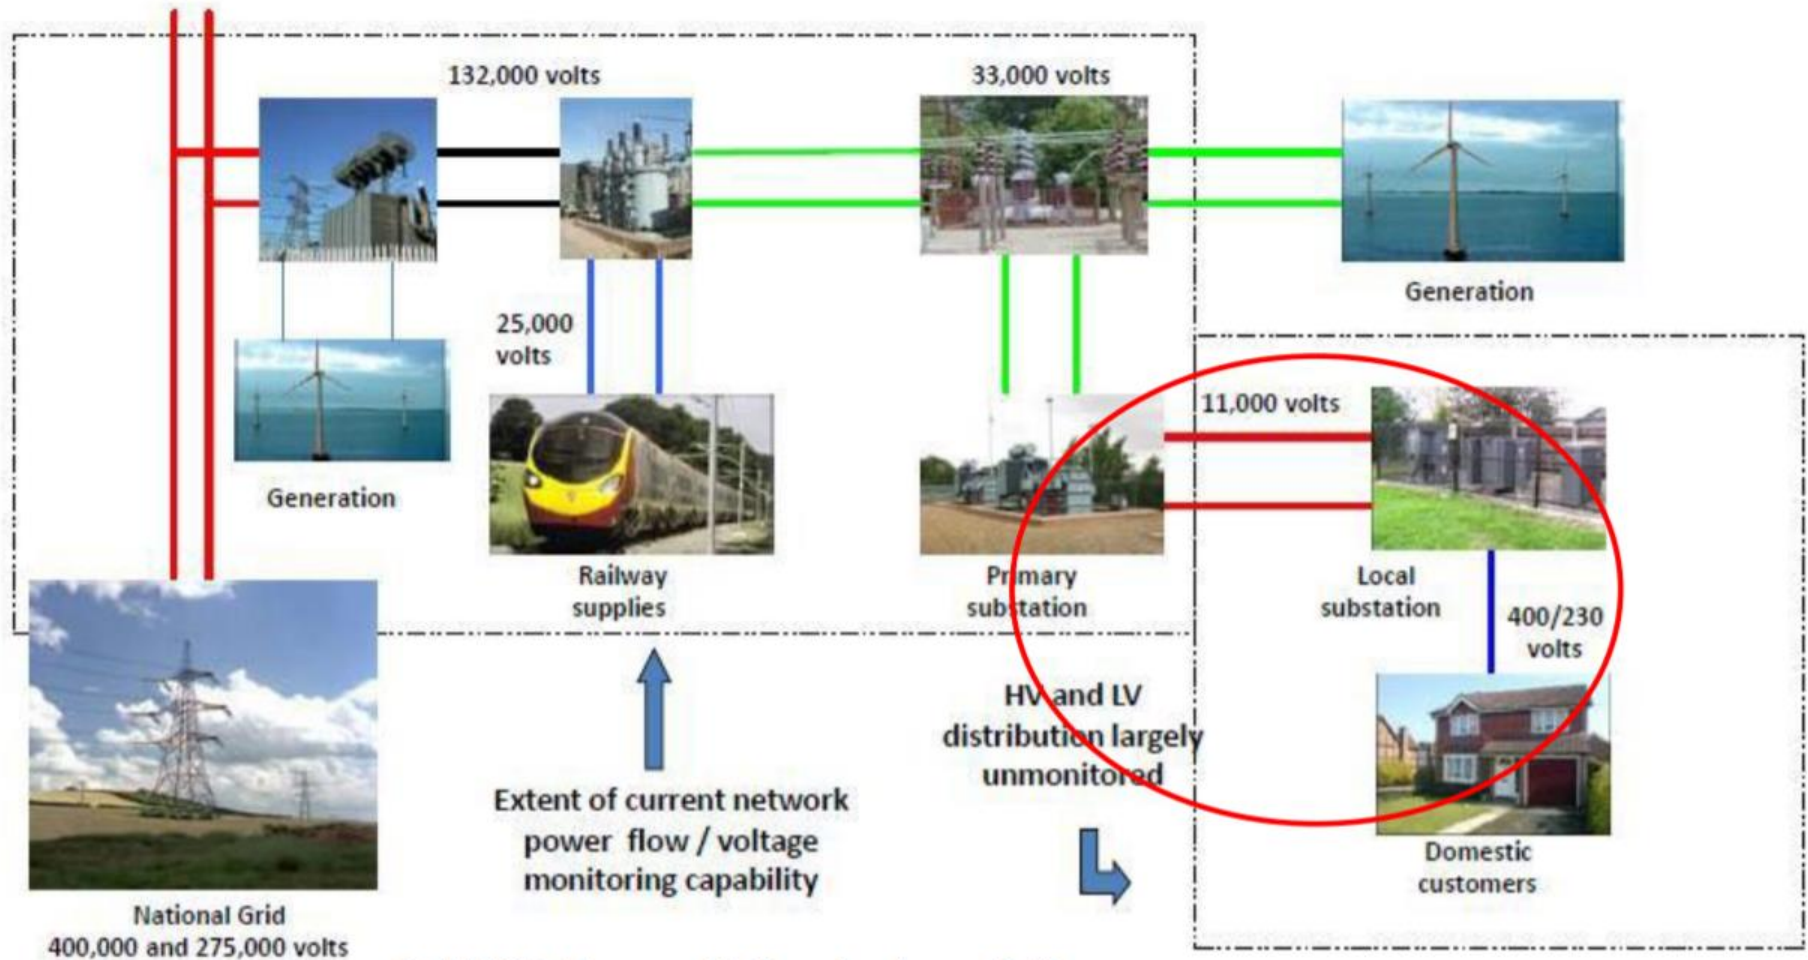 132,000 volts
33,000 volts
Generation
25,000
volts
11,000 volts
Generation
Railway
supplies
Primary
substation
Local
substation
400/230
volts
HV and LV
distribution largely
unmonitored
Extent of current network
power flow / voltage
monitoring capability
Domestic
customers
National Grid
400,000 and 275,000 volts